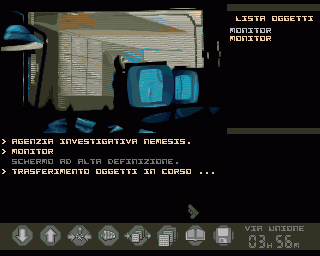 LISTA OGGETTI
MONITOR
MONITOR
> AGENZIA INVESTIGATIVA NEMESIS.
> MONITOR
SCHERMO AD ALTA DEFINIZIONE.
> TRASFERIMENTO OGGETTI IN CORSO ...
VIA UNIONE
03H 56M